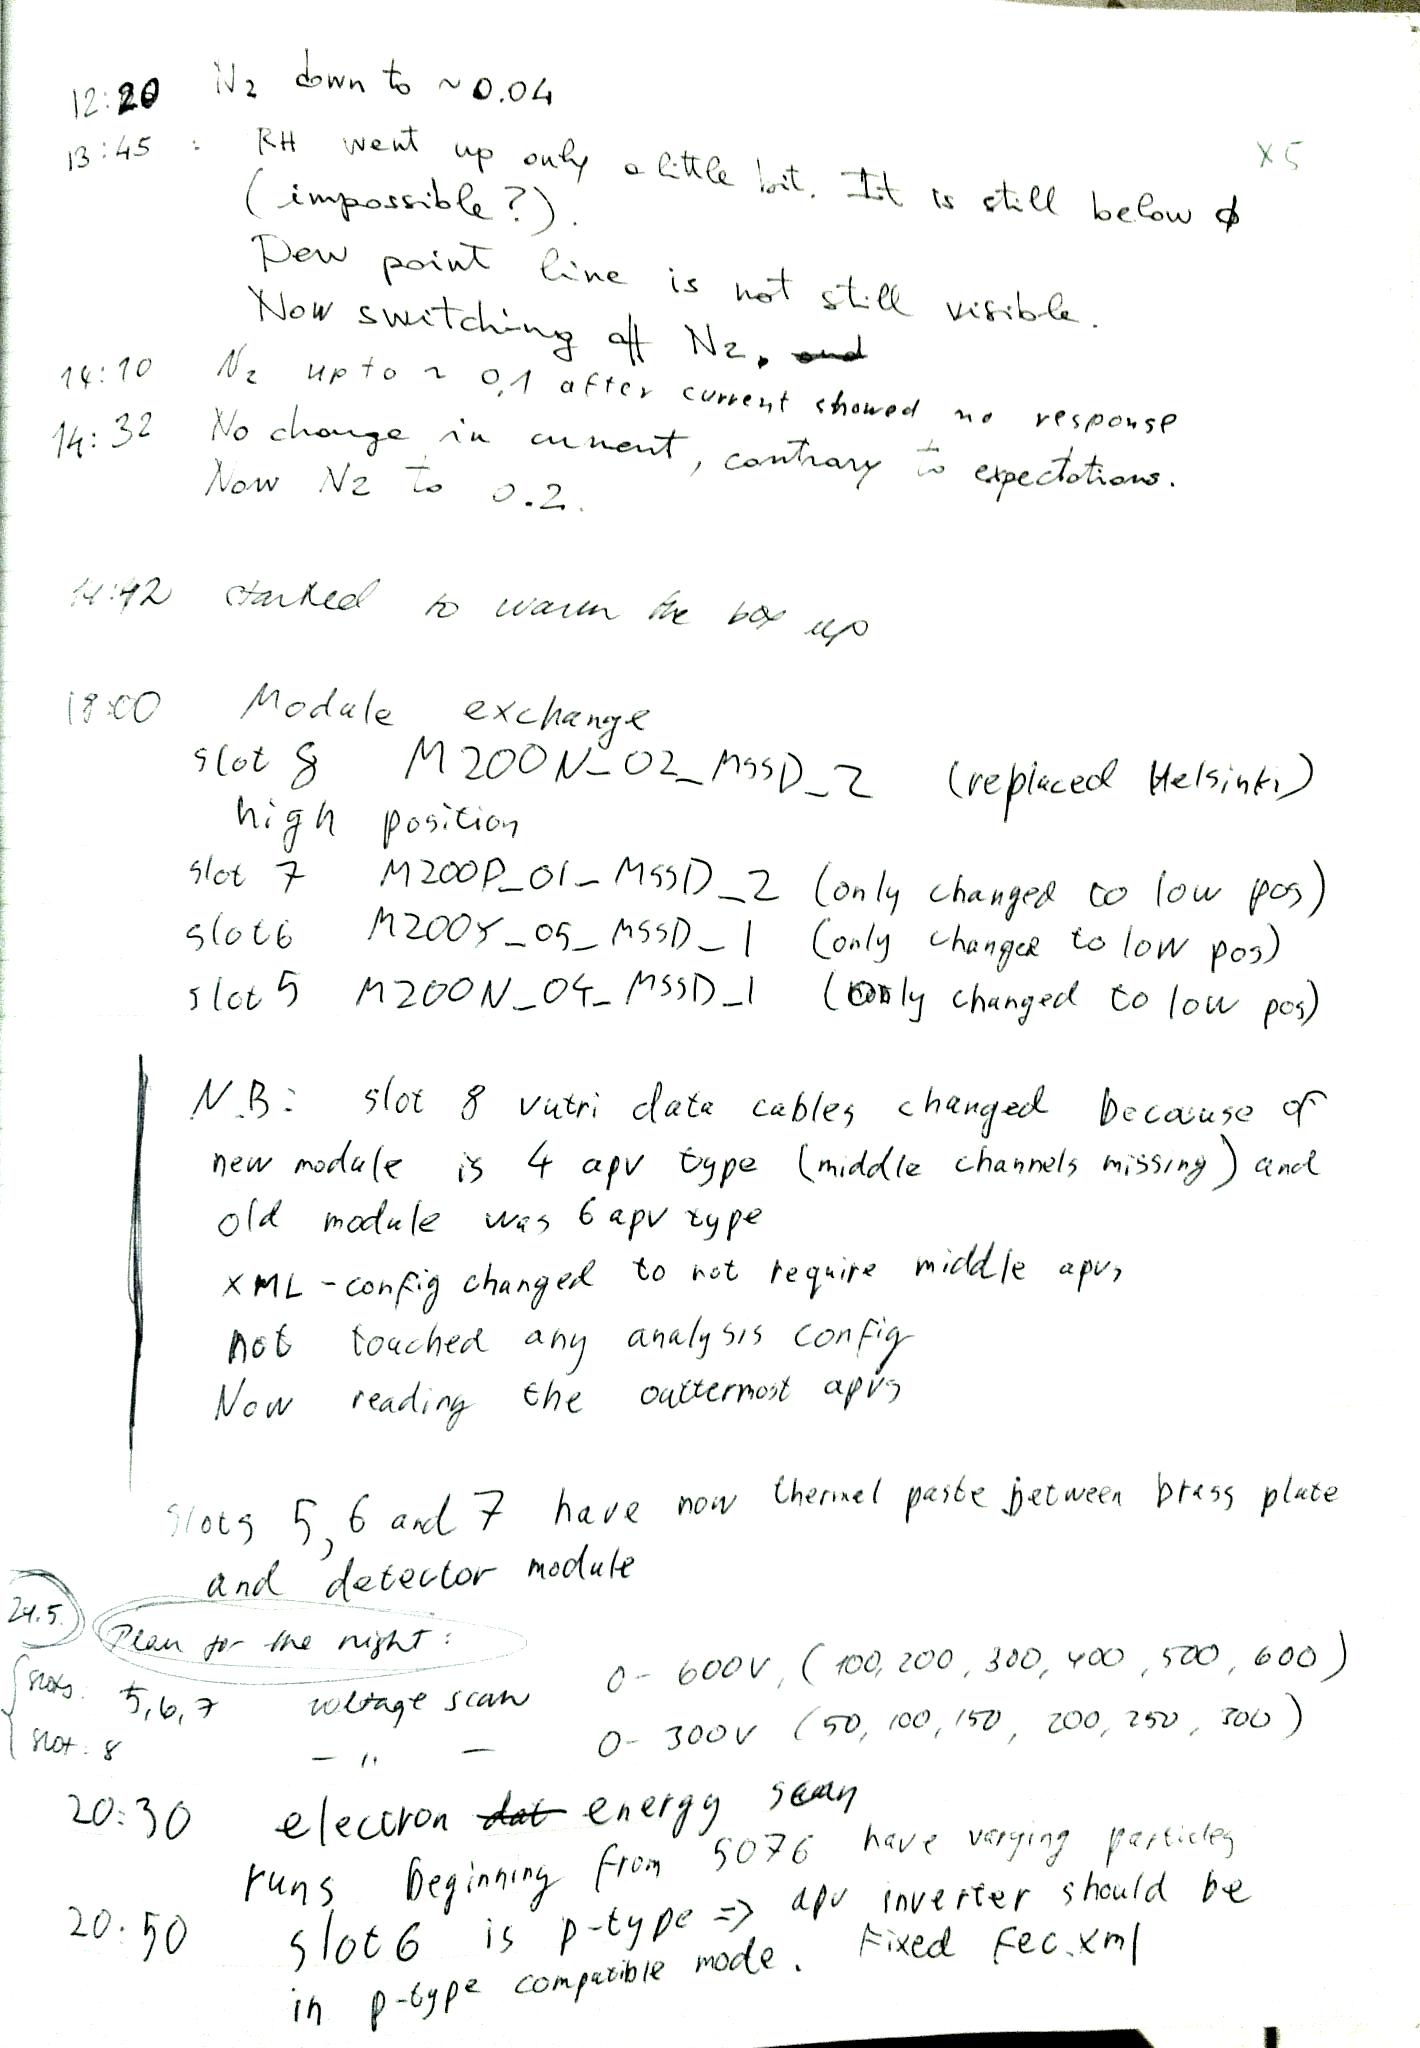 12:20 N2 down to ~ 0.04
13:45 : RH went up only a little bit. It is still below 0
x5
(impossible?).
Dew point line is not still visible.
Now switching off N2. and
14:10 N2 up to ~ 0,1 after current showed no response
14:32 No change in current, contrary to expectations.
Now N2 to 0.2.
14:42 started to warm the box up
18:00 Module exchange
slot 8 M200N_02_MSSD_2 (replaced Helsinki)
high position
slot 7 M200P_01_MSSD_2 (only changed to low pos)
slot 6 M200Y_05_MSSD_1 (only changed to low pos)
slot 5 M200N_04_MSSD_1 (only changed to low pos)
N.B: slot 8 vutri data cables changed because of
new module is 4 apv type (middle channels missing) and
old module was 6 apv type
XML-config changed to not require middle apvs
not touched any analysis config
Now reading the outtermost apvs
slots 5, 6 and 7 have now thermel paste between brass plate
and detector module
24.5. Plan for the night:
slots: 5,6,7 voltage scan 0-600V, (100, 200, 300, 400, 500, 600)
slot: 8 - " - 0-300V (50, 100, 150, 200, 250, 300)
20:30 electron dat energy scan
runs beginning from 5076 have varying particles
20:50 slot 6 is p-type => apv inverter should be
in p-type compatible mode. Fixed Fec.xml